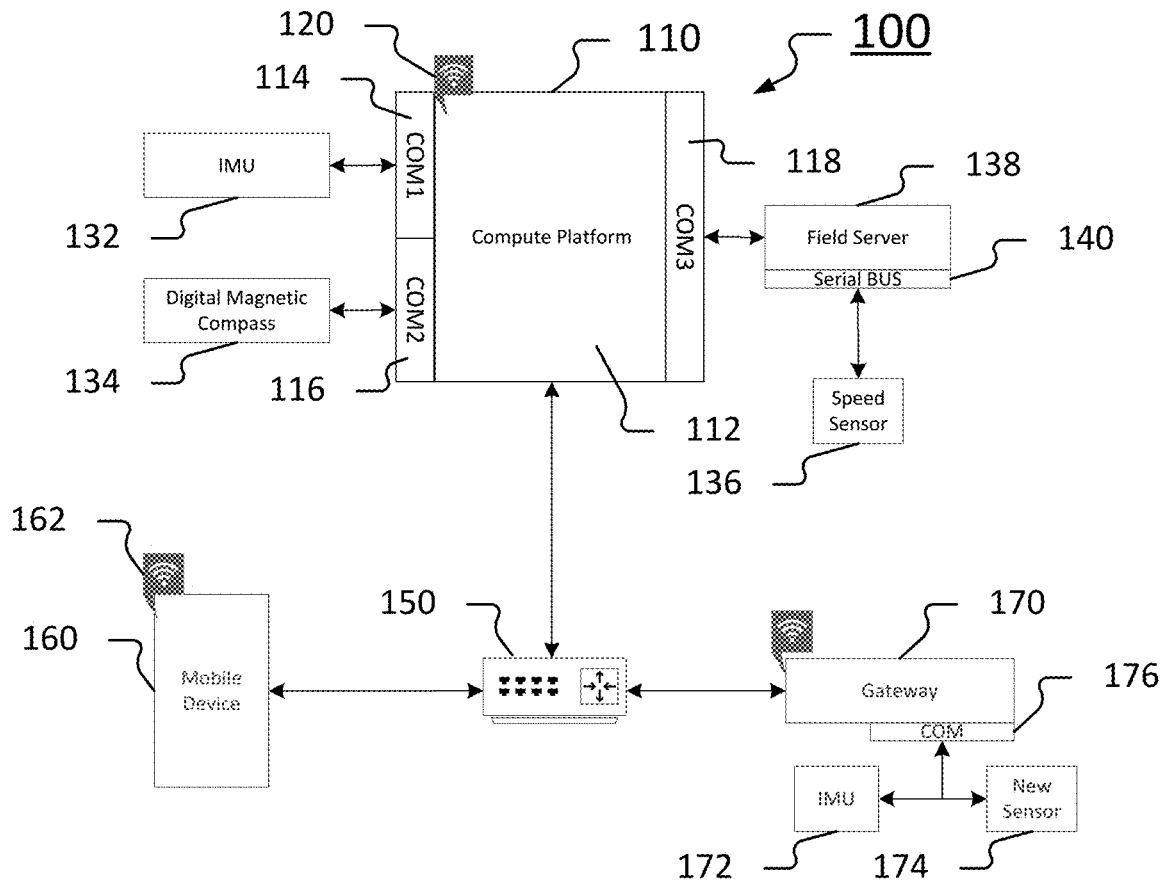 120
110
100
114
COM1
118
138
IMU
132
Compute Platform
COM3
Field Server
140
Serial BUS
Digital Magnetic
Compass
COM2
134
116
112
Speed
Sensor
136
162
150
170
160
Mobile
Device
Gateway
176
COM
IMU
New
Sensor
172
174